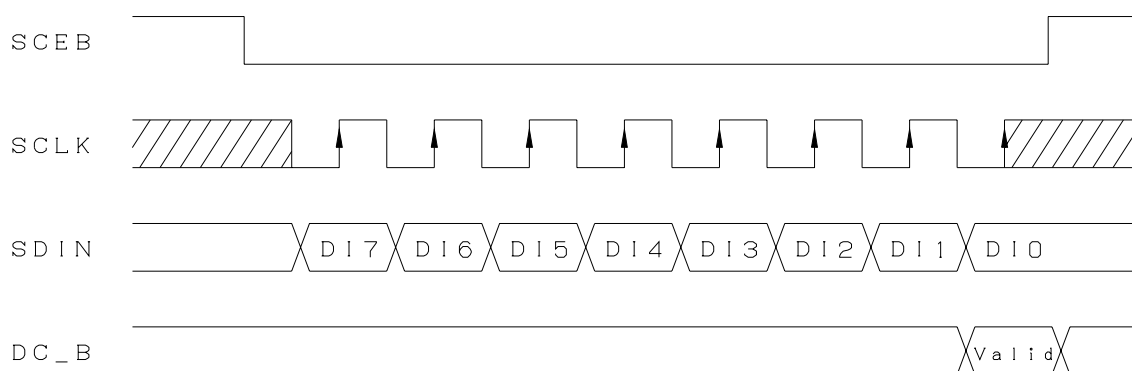 SCEB
SCLK
SDIN DI7 DI6 DI5 DI4 DI3 DI2 DI1 DI0
DC_B Valid